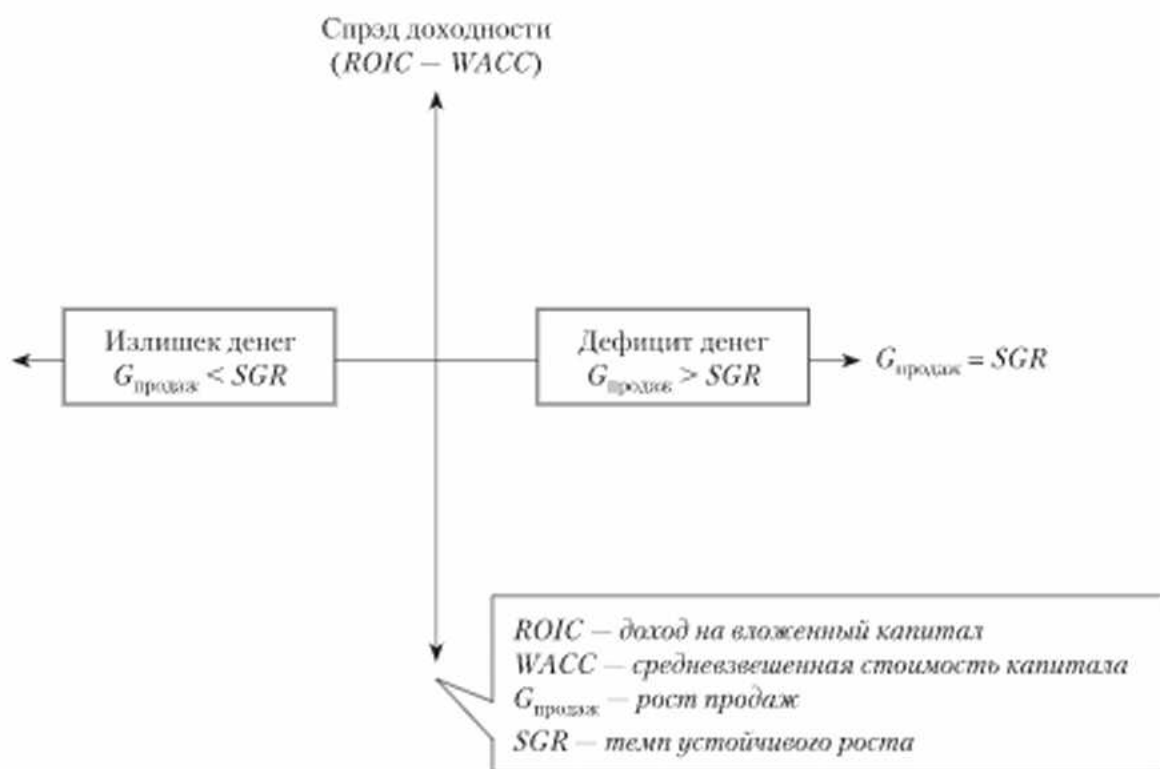 Спрэд доходности
(ROIC – WACC)
Излишек денег
Gпродаж < SGR
Дефицит денег
Gпродаж > SGR
Gпродаж = SGR
ROIC – доход на вложенный капитал
WACC – средневзвешенная стоимость капитала
Gпродаж – рост продаж
SGR – темп устойчивого роста